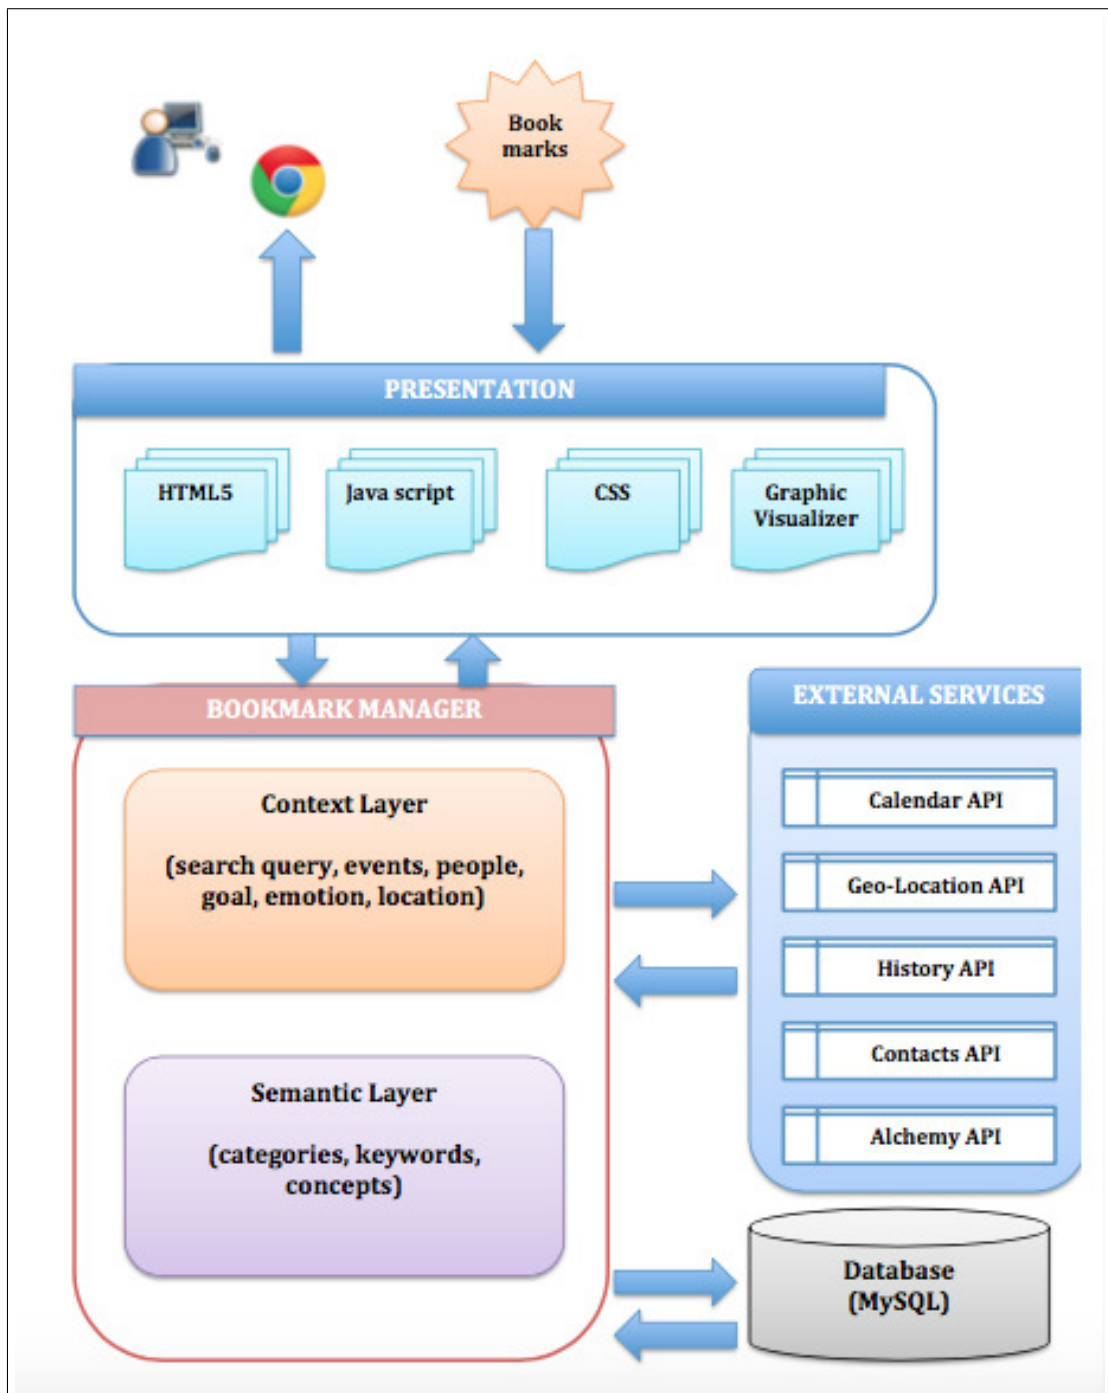 Book
marks
PRESENTATION
HTML5
Java script
CSS
Graphic
Visualizer
BOOKMARK MANAGER
Context Layer
(search query, events, people,
goal, emotion, location)
Semantic Layer
(categories, keywords,
concepts)
EXTERNAL SERVICES
Calendar API
Geo-Location API
History API
Contacts API
Alchemy API
Database
(MySQL)